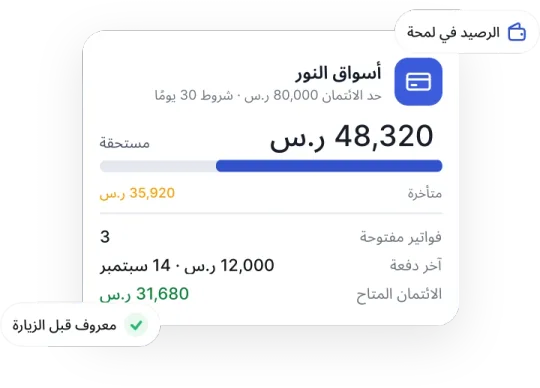 الرصيد في لمحة
أسواق النور
حد الائتمان 80,000 ر.س · شروط 30 يومًا
48,320 ر.س مستحقة
متأخرة 35,920 ر.س
فواتير مفتوحة 3
آخر دفعة 12,000 ر.س · 14 سبتمبر
الائتمان المتاح 31,680 ر.س
معروف قبل الزيارة